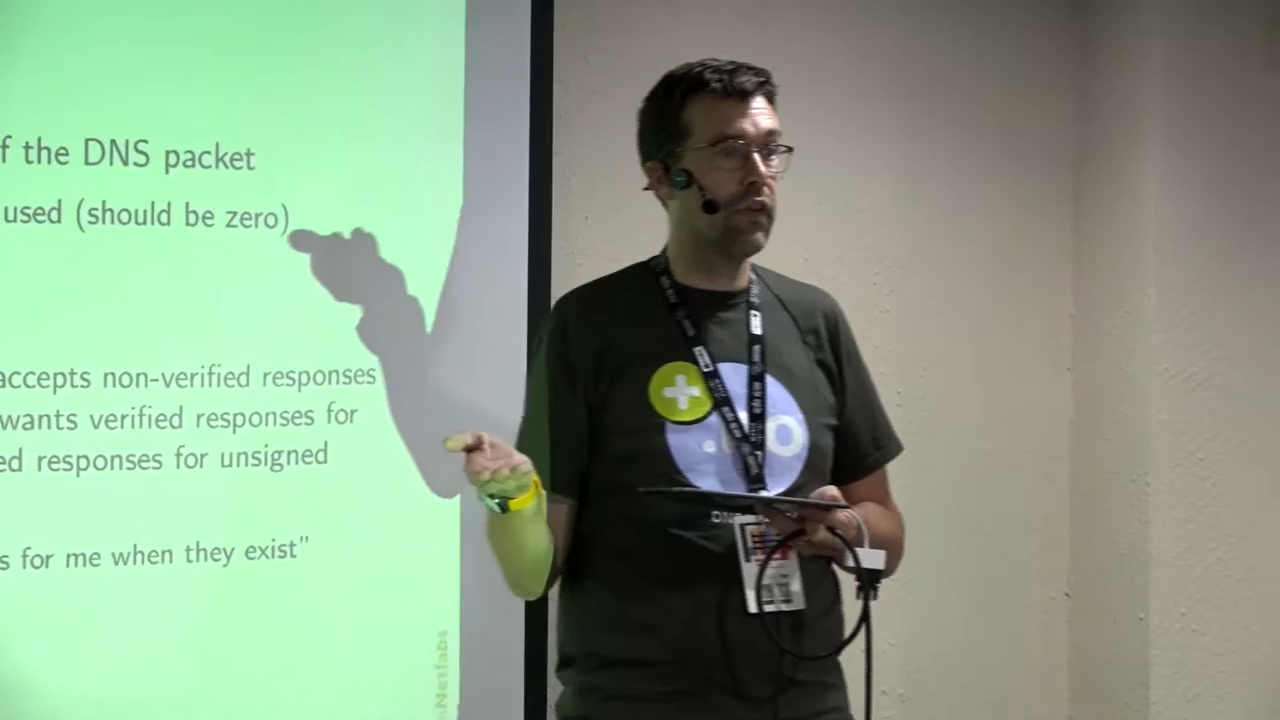 f the DNS packet
used (should be zero)
accepts non-verified responses
wants verified responses for
ed responses for unsigned
s for me when they exist"
Netlabs